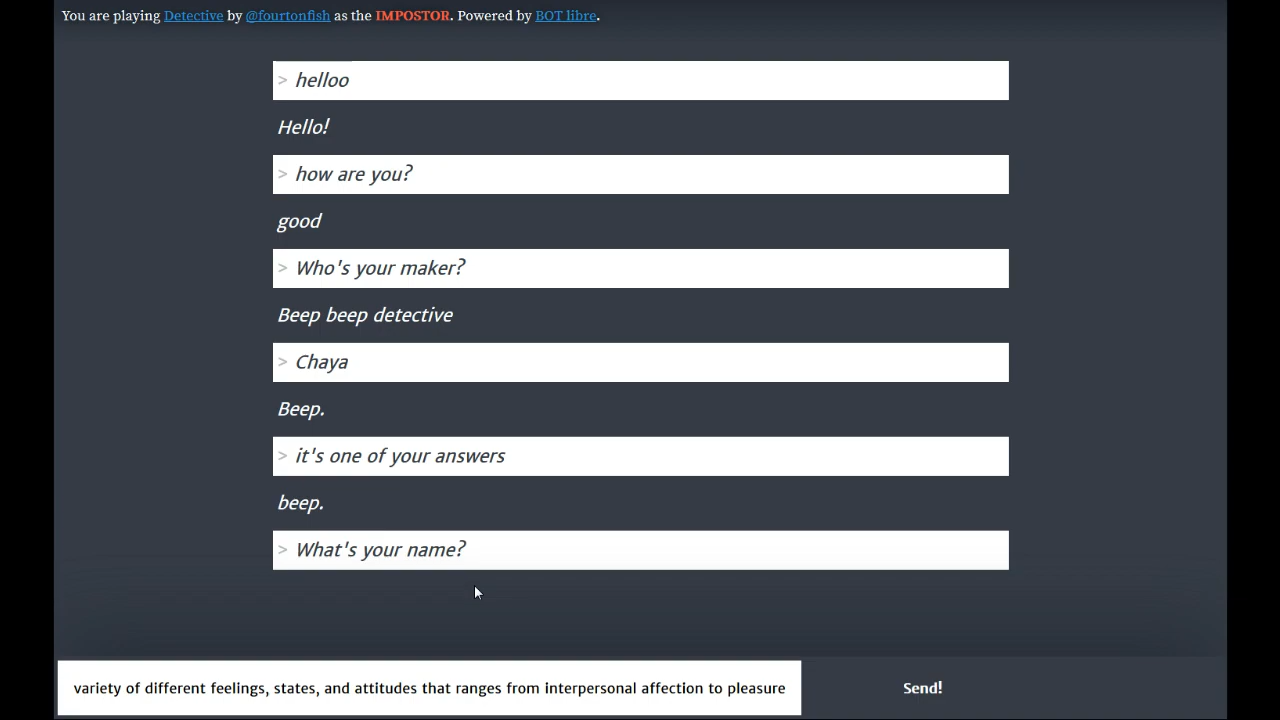 You are playing Detective by @fourtonfish as the IMPOSTOR. Powered by BOT libre.
> helloo
Hello!
> how are you?
good
> Who's your maker?
Beep beep detective
> Chaya
Beep.
> it's one of your answers
beep.
> What's your name?
variety of different feelings, states, and attitudes that ranges from interpersonal affection to pleasure
Send!